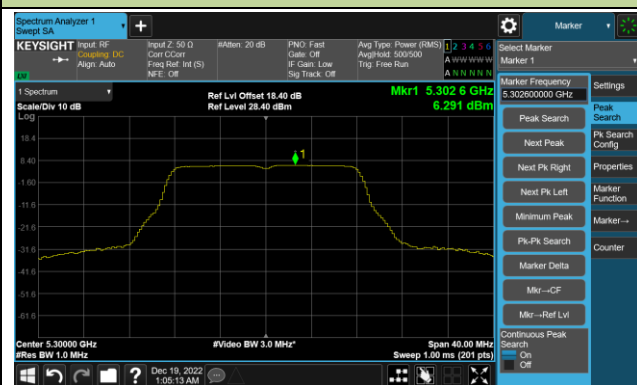 Spectrum Analyzer 1
Swept SA
+
Marker
KEYSIGHT
Input: RF
Coupling: DC
Align: Auto
Input Z: 50 Ω
Corr CCorr
Freq Ref: Int (S)
NFE: Off
#Atten: 20 dB
PNO: Fast
Gate: Off
IF Gain: Low
Sig Track: Off
Avg Type: Power (RMS)
Avg|Hold: 500/500
Trig: Free Run
1 2 3 4 5 6
A W W W W W
A N N N N N
Select Marker
Marker 1
1 Spectrum
Scale/Div 10 dB
Ref Lvl Offset 18.40 dB
Ref Level 28.40 dBm
Mkr1 5.302 6 GHz
6.291 dBm
Log
18.4
8.40
-1.60
-11.6
-21.6
-31.6
-41.6
-51.6
-61.6
1
Center 5.30000 GHz
#Res BW 1.0 MHz
#Video BW 3.0 MHz*
Span 40.00 MHz
Sweep 1.00 ms (201 pts)
Marker Frequency
5.302600000 GHz
Peak Search
Next Peak
Next Pk Right
Next Pk Left
Minimum Peak
Pk-Pk Search
Marker Delta
Mkr→CF
Mkr→Ref Lvl
Continuous Peak
Search
On
Off
Settings
Peak
Search
Pk Search
Config
Properties
Marker
Function
Marker→
Counter
?
Dec 19, 2022
1:05:13 AM